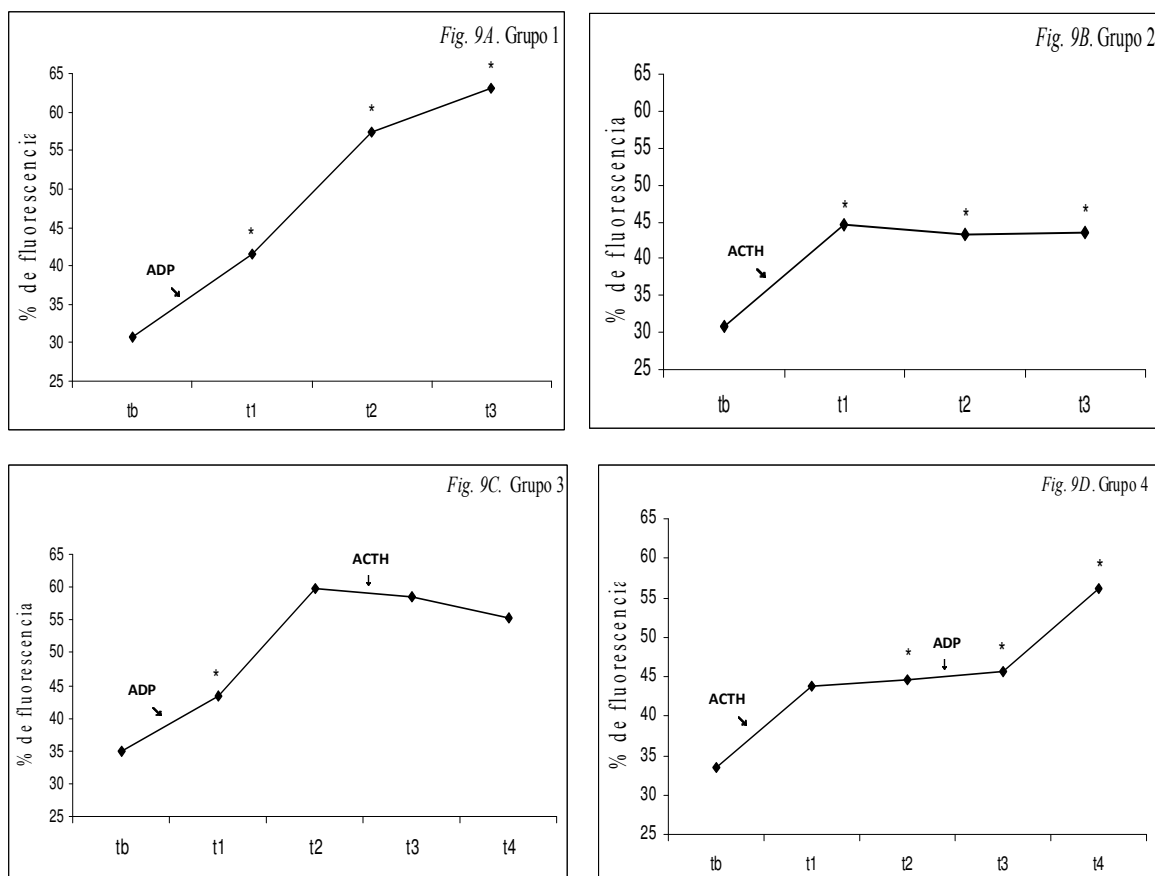 Fig. 9A. Grupo 1
% de fluorescencia
65
60
55
50
45
40
35
30
25
*
*
*
ADP
tb t1 t2 t3
Fig. 9B. Grupo 2
% de fluorescencia
65
60
55
50
45
40
35
30
25
*
*
*
ACTH
tb t1 t2 t3
Fig. 9C. Grupo 3
% de fluorescencia
65
60
55
50
45
40
35
30
25
ACTH
*
ADP
tb t1 t2 t3 t4
Fig. 9D. Grupo 4
% de fluorescencia
65
60
55
50
45
40
35
30
25
*
*
*
ADP
ACTH
tb t1 t2 t3 t4